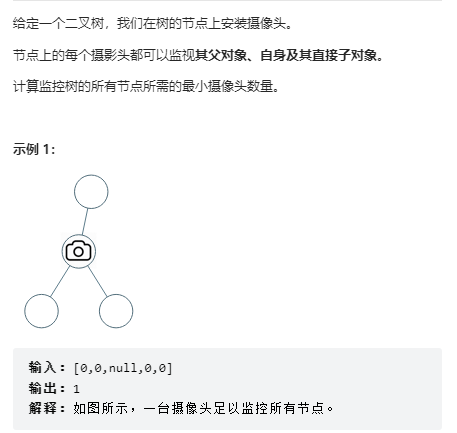 给定一个二叉树，我们在树的节点上安装摄像头。
节点上的每个摄影头都可以监视其父对象、自身及其直接子对象。
计算监控树的所有节点所需的最小摄像头数量。
示例 1：
输入：[0,0,null,0,0]
输出：1
解释：如图所示，一台摄像头足以监控所有节点。